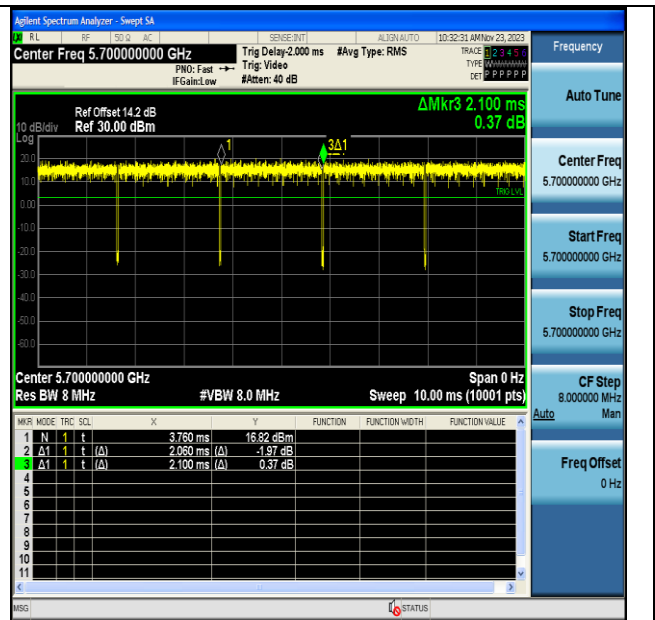 Agilent Spectrum Analyzer - Swept SA
RL RF 50 Ω AC SENSE:INT ALIGN AUTO 10:32:31 AM Nov 23, 2023
Center Freq 5.700000000 GHz
Trig Delay-2.000 ms #Avg Type: RMS
TRACE 1 2 3 4 5 6
PNO: Fast Trig: Video
TYPE
IFGain:Low #Atten: 40 dB
DET P P P P P P
Frequency
Auto Tune
Ref Offset 14.2 dB
ΔMkr3 2.100 ms
10 dB/div Ref 30.00 dBm
0.37 dB
Log
1
3Δ1
20.0
10.0
TRIG LVL
0.00
-10.0
-20.0
-30.0
-40.0
-50.0
-60.0
Center Freq
5.700000000 GHz
Start Freq
5.700000000 GHz
Stop Freq
5.700000000 GHz
Center 5.700000000 GHz Span 0 Hz
Res BW 8 MHz #VBW 8.0 MHz Sweep 10.00 ms (10001 pts)
CF Step
8.000000 MHz
Auto Man
Freq Offset
0 Hz
MKR MODE TRC SCL X Y FUNCTION FUNCTION WIDTH FUNCTION VALUE
1 N 1 t 3.760 ms 16.82 dBm
2 Δ1 1 t (Δ) 2.060 ms (Δ) -1.97 dB
3 Δ1 1 t (Δ) 2.100 ms (Δ) 0.37 dB
4
5
6
7
8
9
10
11
MSG STATUS